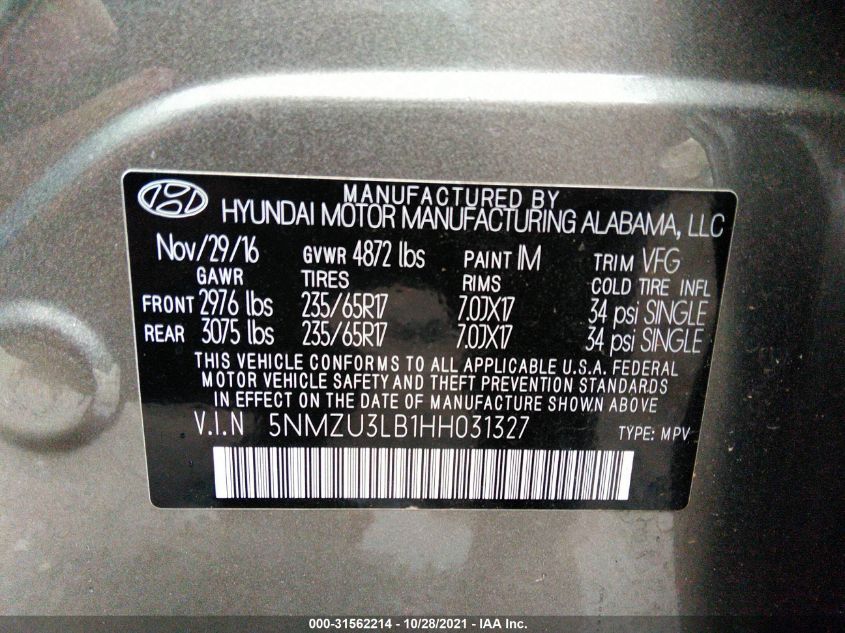 MANUFACTURED BY
HYUNDAI MOTOR MANUFACTURING ALABAMA, LLC
Nov/29/16 GVWR 4872 lbs PAINT IM TRIM VFG
GAWR TIRES RIMS COLD TIRE INFL
FRONT 2976 lbs 235/65R17 7.0JX17 34 psi SINGLE
REAR 3075 lbs 235/65R17 7.0JX17 34 psi SINGLE
THIS VEHICLE CONFORMS TO ALL APPLICABLE U.S.A. FEDERAL
MOTOR VEHICLE SAFETY AND THEFT PREVENTION STANDARDS
IN EFFECT ON THE DATE OF MANUFACTURE SHOWN ABOVE
V.I.N 5NMZU3LB1HH031327 TYPE: MPV
000-31562214 - 10/28/2021 - IAA Inc.